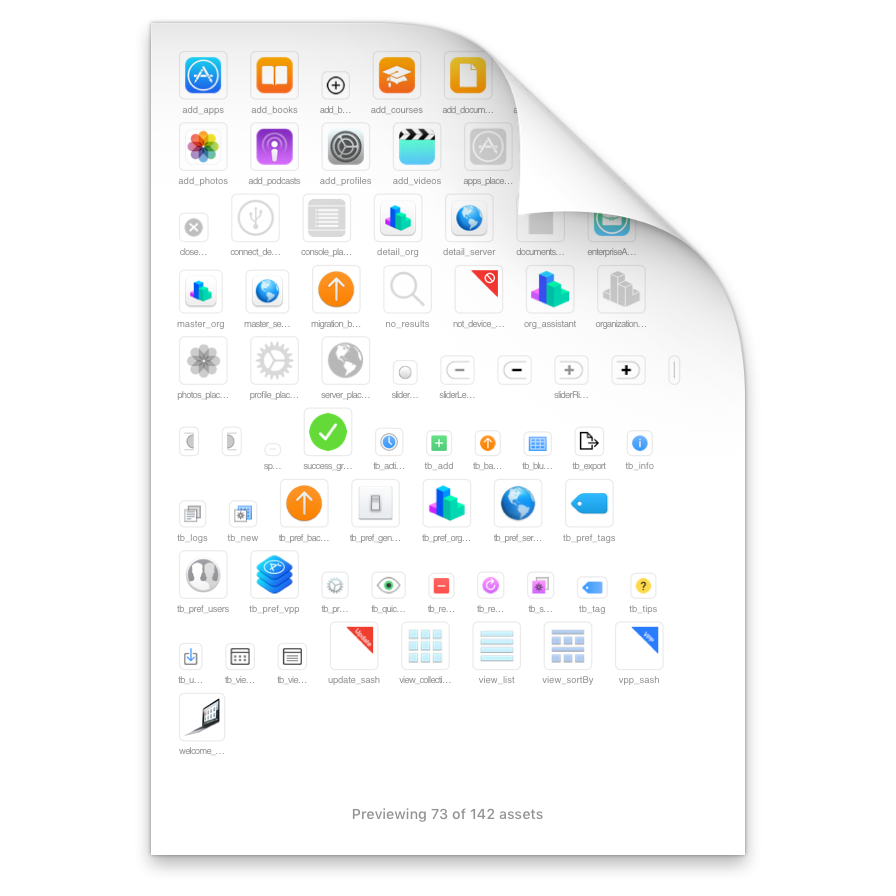 add_apps add_books add_b... add_courses add_docum...
add_photos add_podcasts add_profiles add_videos apps_place...
close... connect_de... console_pla... detail_org detail_server documents... enterpriseA...
master_org master_se... migration_b... no_results not_device_... org_assistant organization...
photos_plac... profile_plac... server_plac... slider... sliderLe... sliderRi...
sp... success_gr... tb_acti... tb_add tb_ba... tb_blu... tb_export tb_info
tb_logs tb_new tb_pref_bac... tb_pref_gen... tb_pref_org... tb_pref_ser... tb_pref_tags
tb_pref_users tb_pref_vpp tb_pr... tb_quic... tb_re... tb_re... tb_s... tb_tag tb_tips
Update VPP
tb_u... tb_vie... tb_vie... update_sash view_collecti... view_list view_sortBy vpp_sash
welcome_...
Previewing 73 of 142 assets